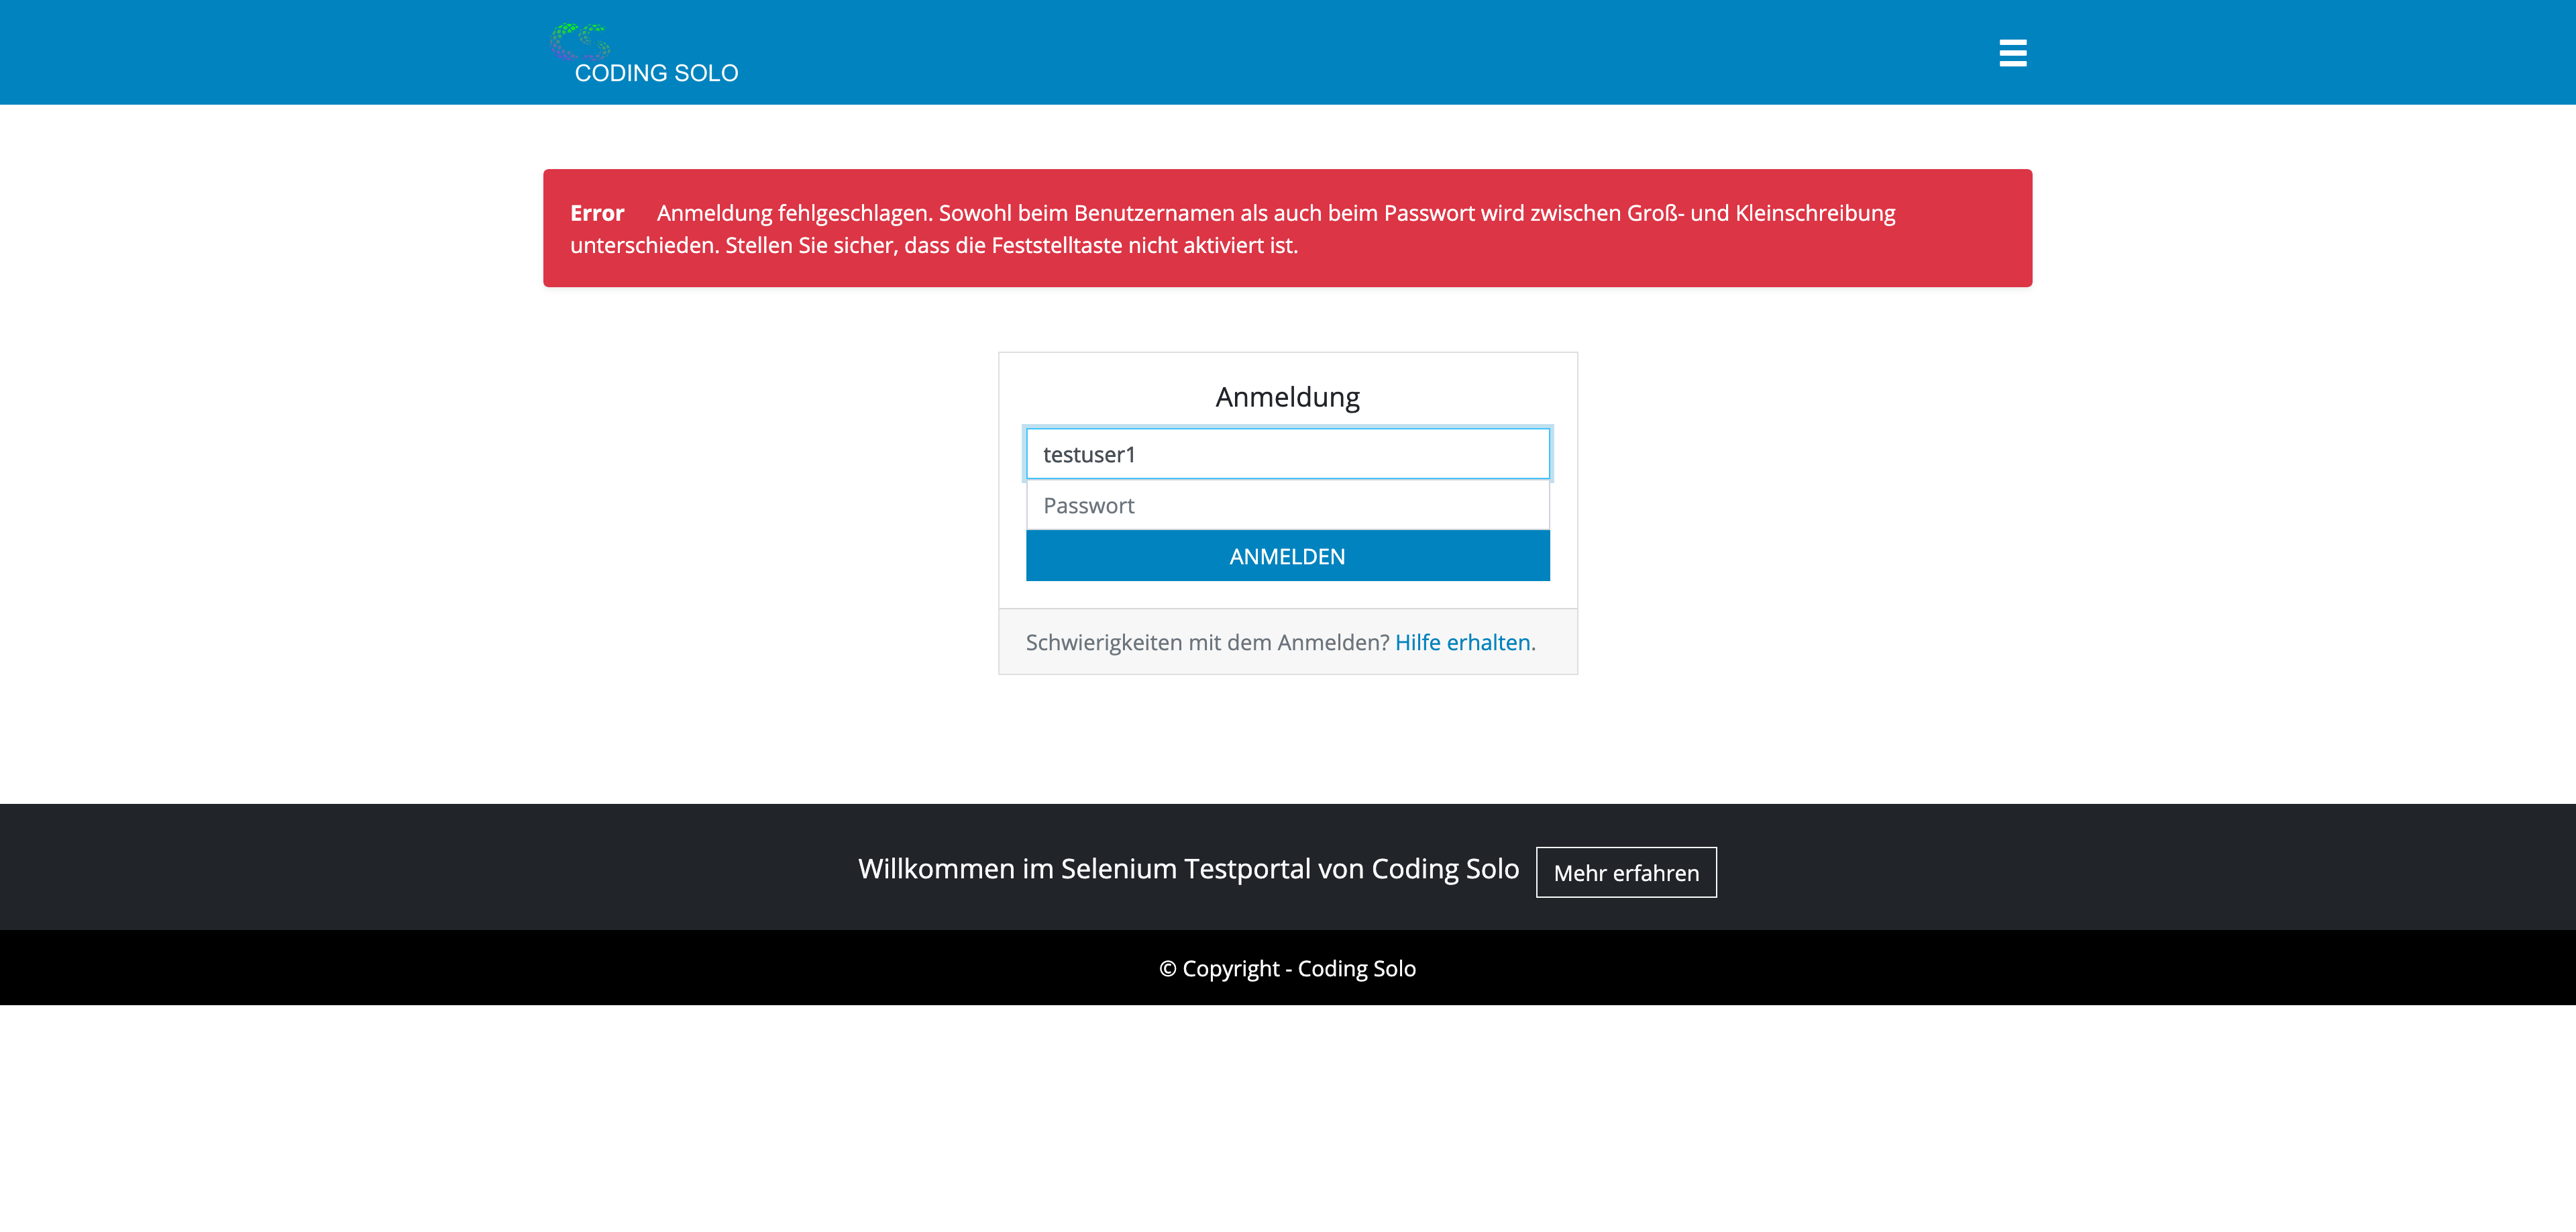 CODING SOLO
Error Anmeldung fehlgeschlagen. Sowohl beim Benutzernamen als auch beim Passwort wird zwischen Groß- und Kleinschreibung
unterschieden. Stellen Sie sicher, dass die Feststelltaste nicht aktiviert ist.
Anmeldung
testuser1
Passwort
ANMELDEN
Schwierigkeiten mit dem Anmelden? Hilfe erhalten.
Willkommen im Selenium Testportal von Coding Solo Mehr erfahren
© Copyright - Coding Solo